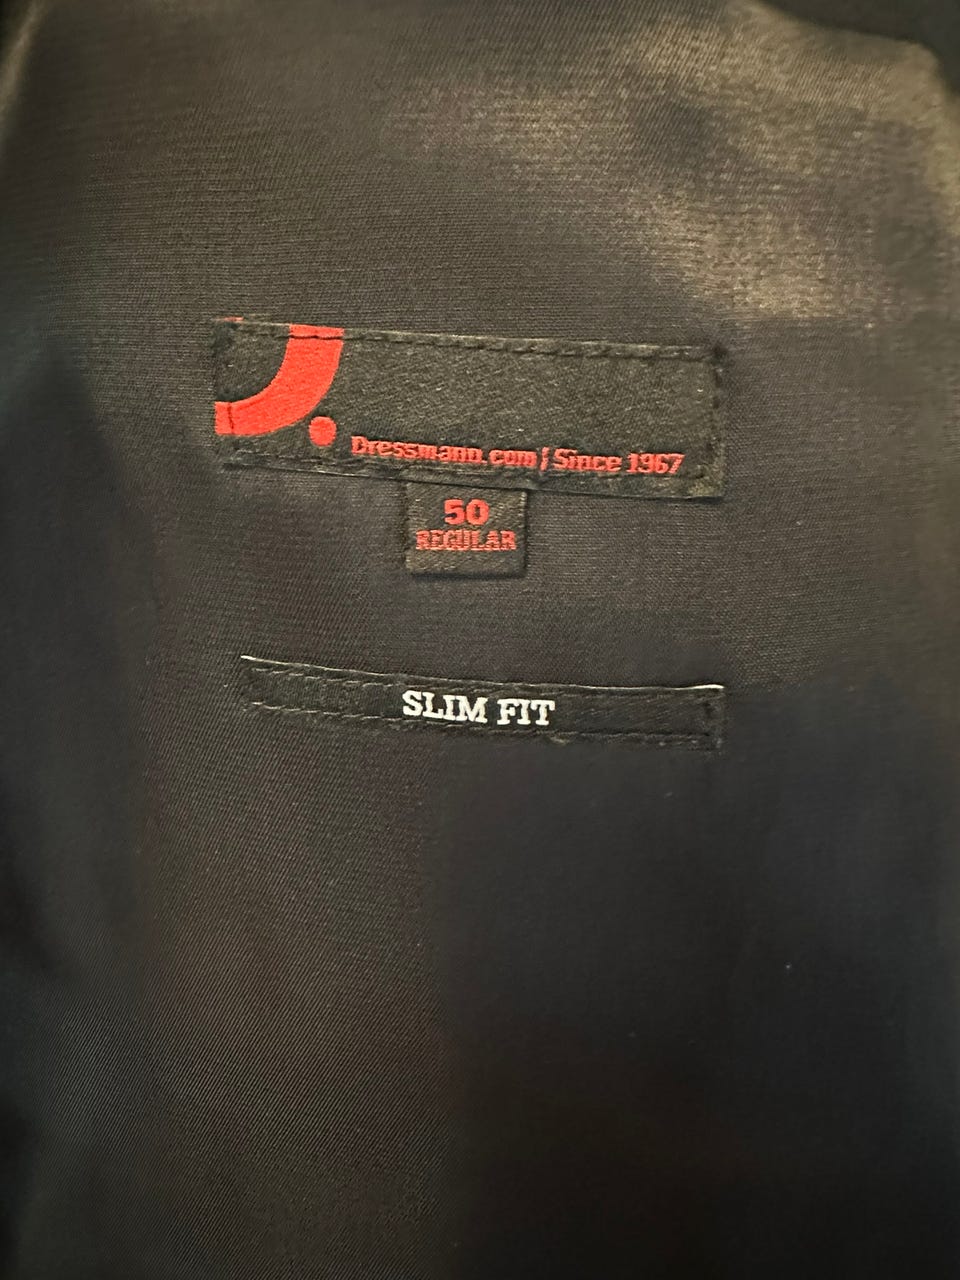 Dressmann.com | Since 1967
50
REGULAR
SLIM FIT